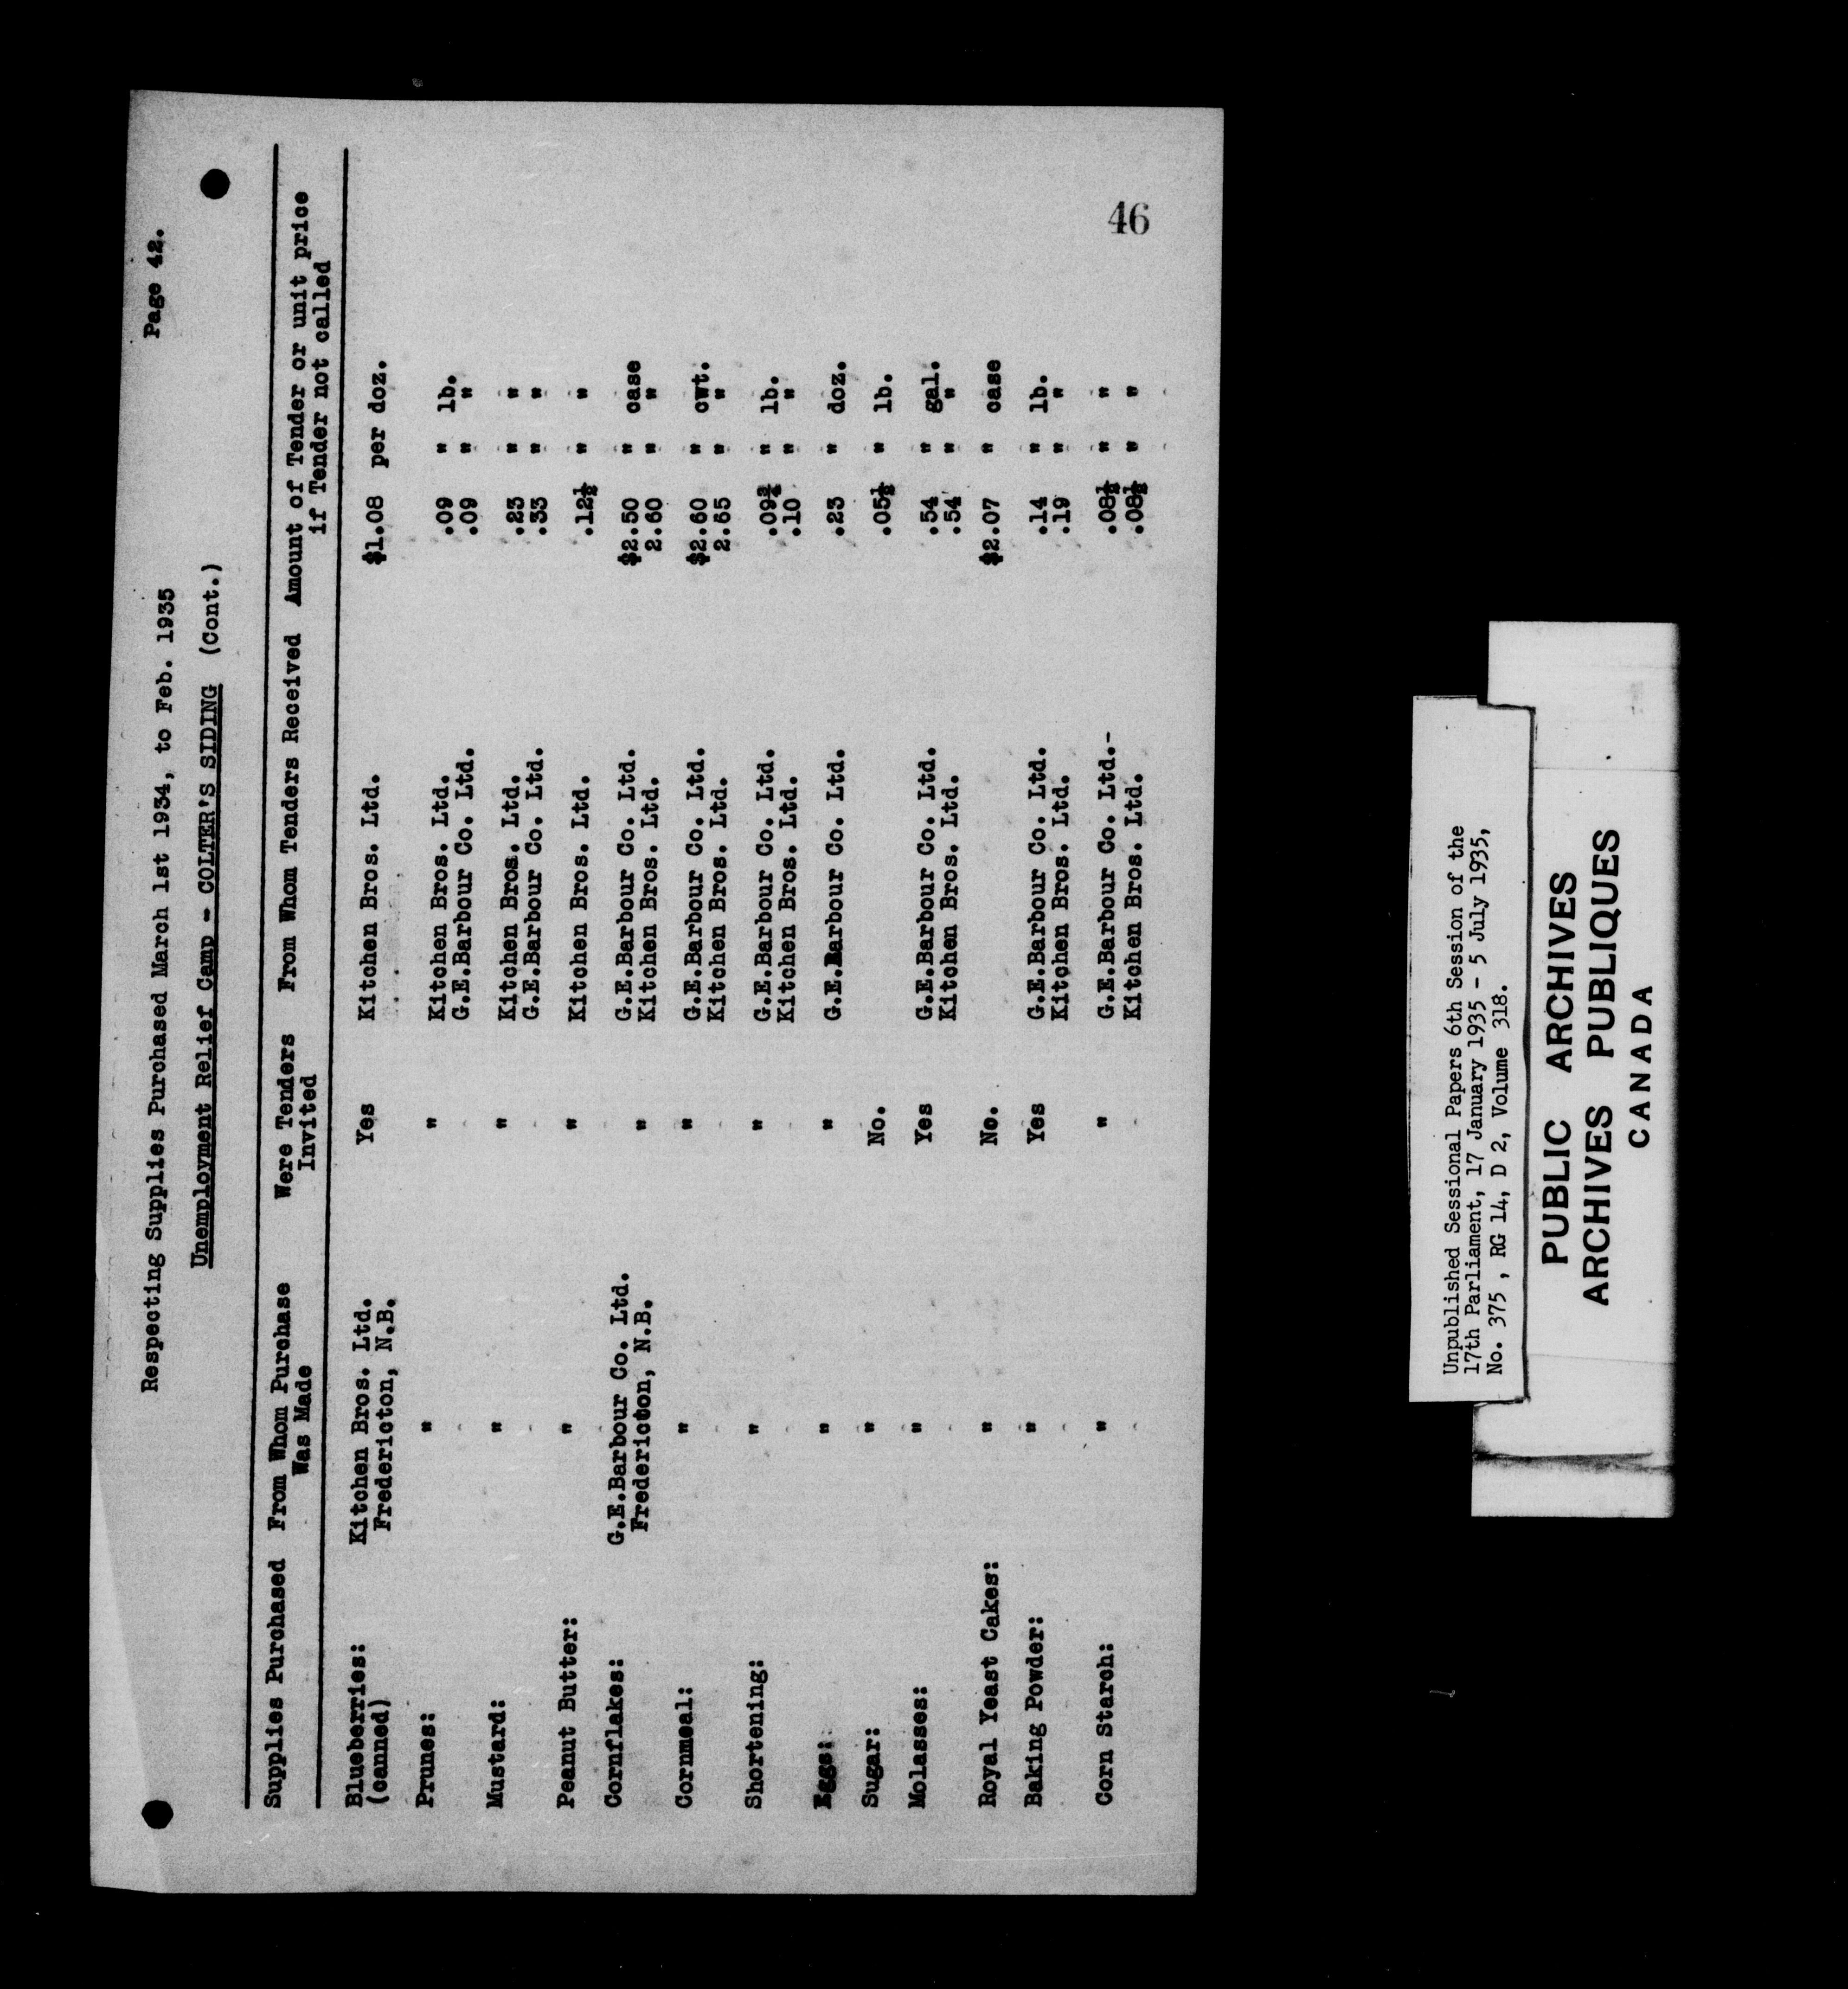 Page 42.
Respecting Supplies Purchased March 1st 1934, to Feb. 1935
Unemployment Relief Camp - COLTER'S SIDING (Cont.)
Supplies Purchased From Whom Purchase Were Tenders From Whom Tenders Received Amount of Tender or unit price
Was Made Invited if Tender not called
Blueberries: Kitchen Bros. Ltd. Yes Kitchen Bros. Ltd. $1.08 per doz.
(canned) Fredericton, N.B.
Prunes: " " Kitchen Bros. Ltd. .09 " lb.
G.E.Barbour Co. Ltd. .09 " "
Mustard: " " Kitchen Bros. Ltd. .23 " "
G.E.Barbour Co. Ltd. .33 " "
Peanut Butter: " " Kitchen Bros. Ltd. .12½ " "
Cornflakes: G.E.Barbour Co. Ltd. G.E.Barbour Co. Ltd. $2.50 " case
Fredericton, N.B. " Kitchen Bros. Ltd. 2.60 " "
Cornmeal: " " G.E.Barbour Co. Ltd. $2.60 " cwt.
Kitchen Bros. Ltd. 2.65 " "
Shortening: " " G.E.Barbour Co. Ltd. .09¾ " lb.
Kitchen Bros. Ltd. .10 " "
Eggs: " " G.E.Barbour Co. Ltd. .23 " doz.
Sugar: " No. .05½ " lb.
Molasses: " Yes G.E.Barbour Co. Ltd. .54 " gal.
Kitchen Bros. Ltd. .54 " "
Royal Yeast Cakes: " No. $2.07 " case
Baking Powder: " Yes G.E.Barbour Co. Ltd. .14 " lb.
Kitchen Bros. Ltd. .19 " "
Corn Starch: " " G.E.Barbour Co. Ltd.- .08½ " "
Kitchen Bros. Ltd. .08½ " "
46
Unpublished Sessional Papers 6th Session of the
17th Parliament, 17 January 1935 - 5 July 1935,
No. 375 , RG 14, D 2, Volume 318.
PUBLIC ARCHIVES
ARCHIVES PUBLIQUES
CANADA